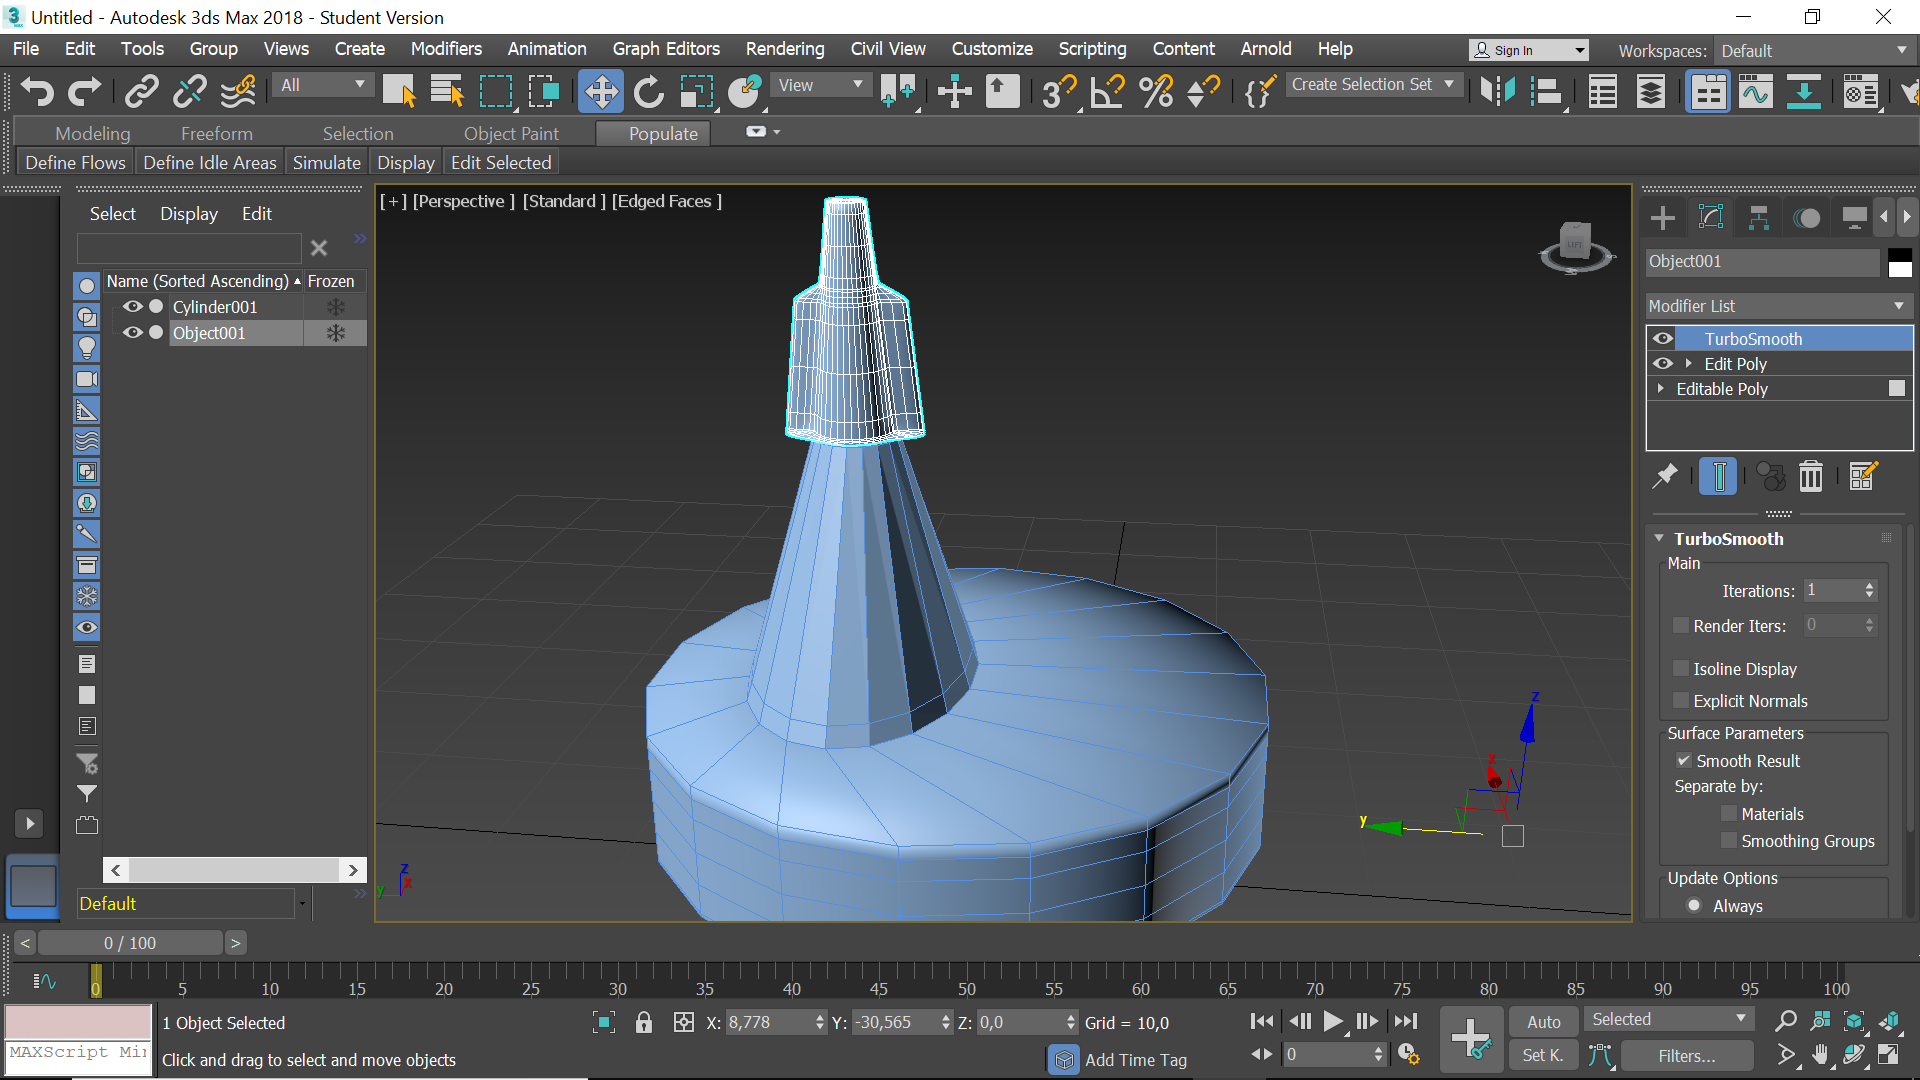 Untitled - Autodesk 3ds Max 2018 - Student Version
File Edit Tools Group Views Create Modifiers Animation Graph Editors Rendering Civil View Customize Scripting Content Arnold Help Sign In Workspaces: Default
All View Create Selection Set
Modeling Freeform Selection Object Paint Populate
Define Flows Define Idle Areas Simulate Display Edit Selected
Select Display Edit
Name (Sorted Ascending) Frozen
Cylinder001
Object001
Default
[ + ] [Perspective ] [Standard ] [Edged Faces ]
LEFT
z
x
y
z
x
y
Object001
Modifier List
TurboSmooth
Edit Poly
Editable Poly
TurboSmooth
Main
Iterations: 1
Render Iters: 0
Isoline Display
Explicit Normals
Surface Parameters
Smooth Result
Separate by:
Materials
Smoothing Groups
Update Options
Always
< 0 / 100 >
0 5 10 15 20 25 30 35 40 45 50 55 60 65 70 75 80 85 90 95 100
1 Object Selected X: 8,778 Y: -30,565 Z: 0,0 Grid = 10,0 Auto Selected
MAXScript Mi Click and drag to select and move objects Add Time Tag 0 Set K. Filters...